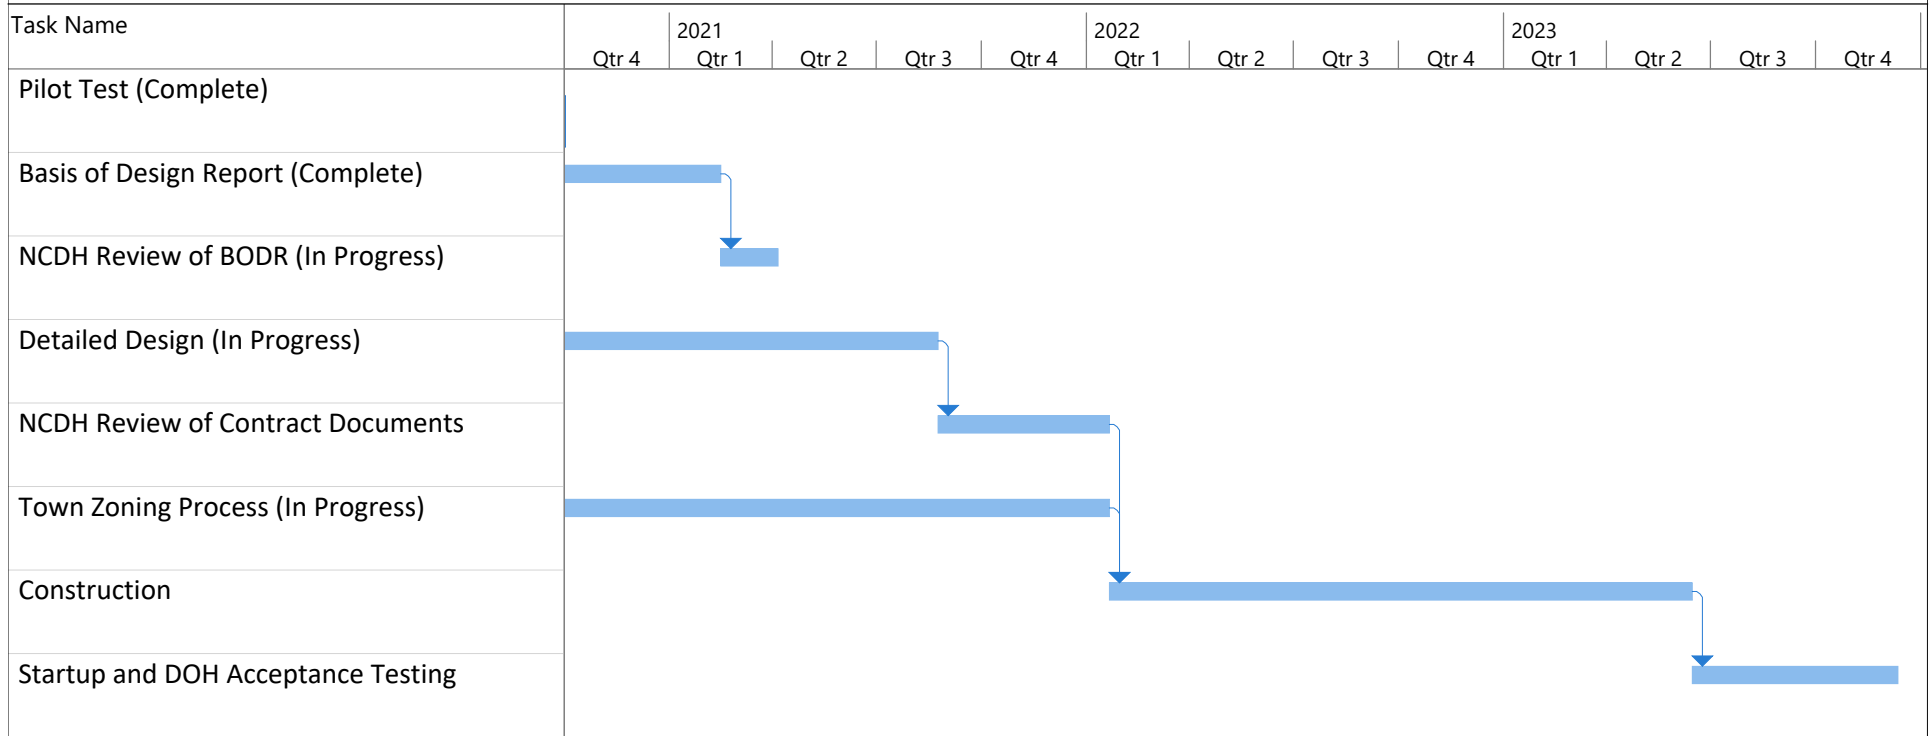 Task Name
2021 2022 2023
Qtr 4 Qtr 1 Qtr 2 Qtr 3 Qtr 4 Qtr 1 Qtr 2 Qtr 3 Qtr 4 Qtr 1 Qtr 2 Qtr 3 Qtr 4
Pilot Test (Complete)
Basis of Design Report (Complete)
NCDH Review of BODR (In Progress)
Detailed Design (In Progress)
NCDH Review of Contract Documents
Town Zoning Process (In Progress)
Construction
Startup and DOH Acceptance Testing